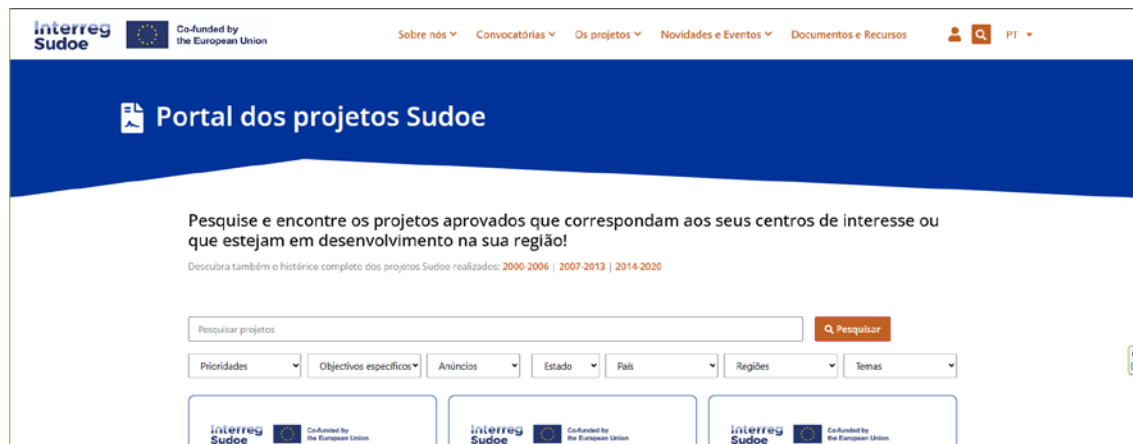 Interreg
Sudoe
Co-funded by
the European Union
Sobre nós Convocatórias Os projetos Novidades e Eventos Documentos e Recursos PT
Portal dos projetos Sudoe
Pesquise e encontre os projetos aprovados que correspondam aos seus centros de interesse ou
que estejam em desenvolvimento na sua região!
Descubra também o histórico completo dos projetos Sudoe realizados: 2000-2006 | 2007-2013 | 2014-2020
Pesquisar projetos Pesquisar
Prioridades Objectivos específicos Anúncios Estado País Regiões Temas
Interreg
Sudoe
Co-funded by
the European Union
Interreg
Sudoe
Co-funded by
the European Union
Interreg
Sudoe
Co-funded by
the European Union